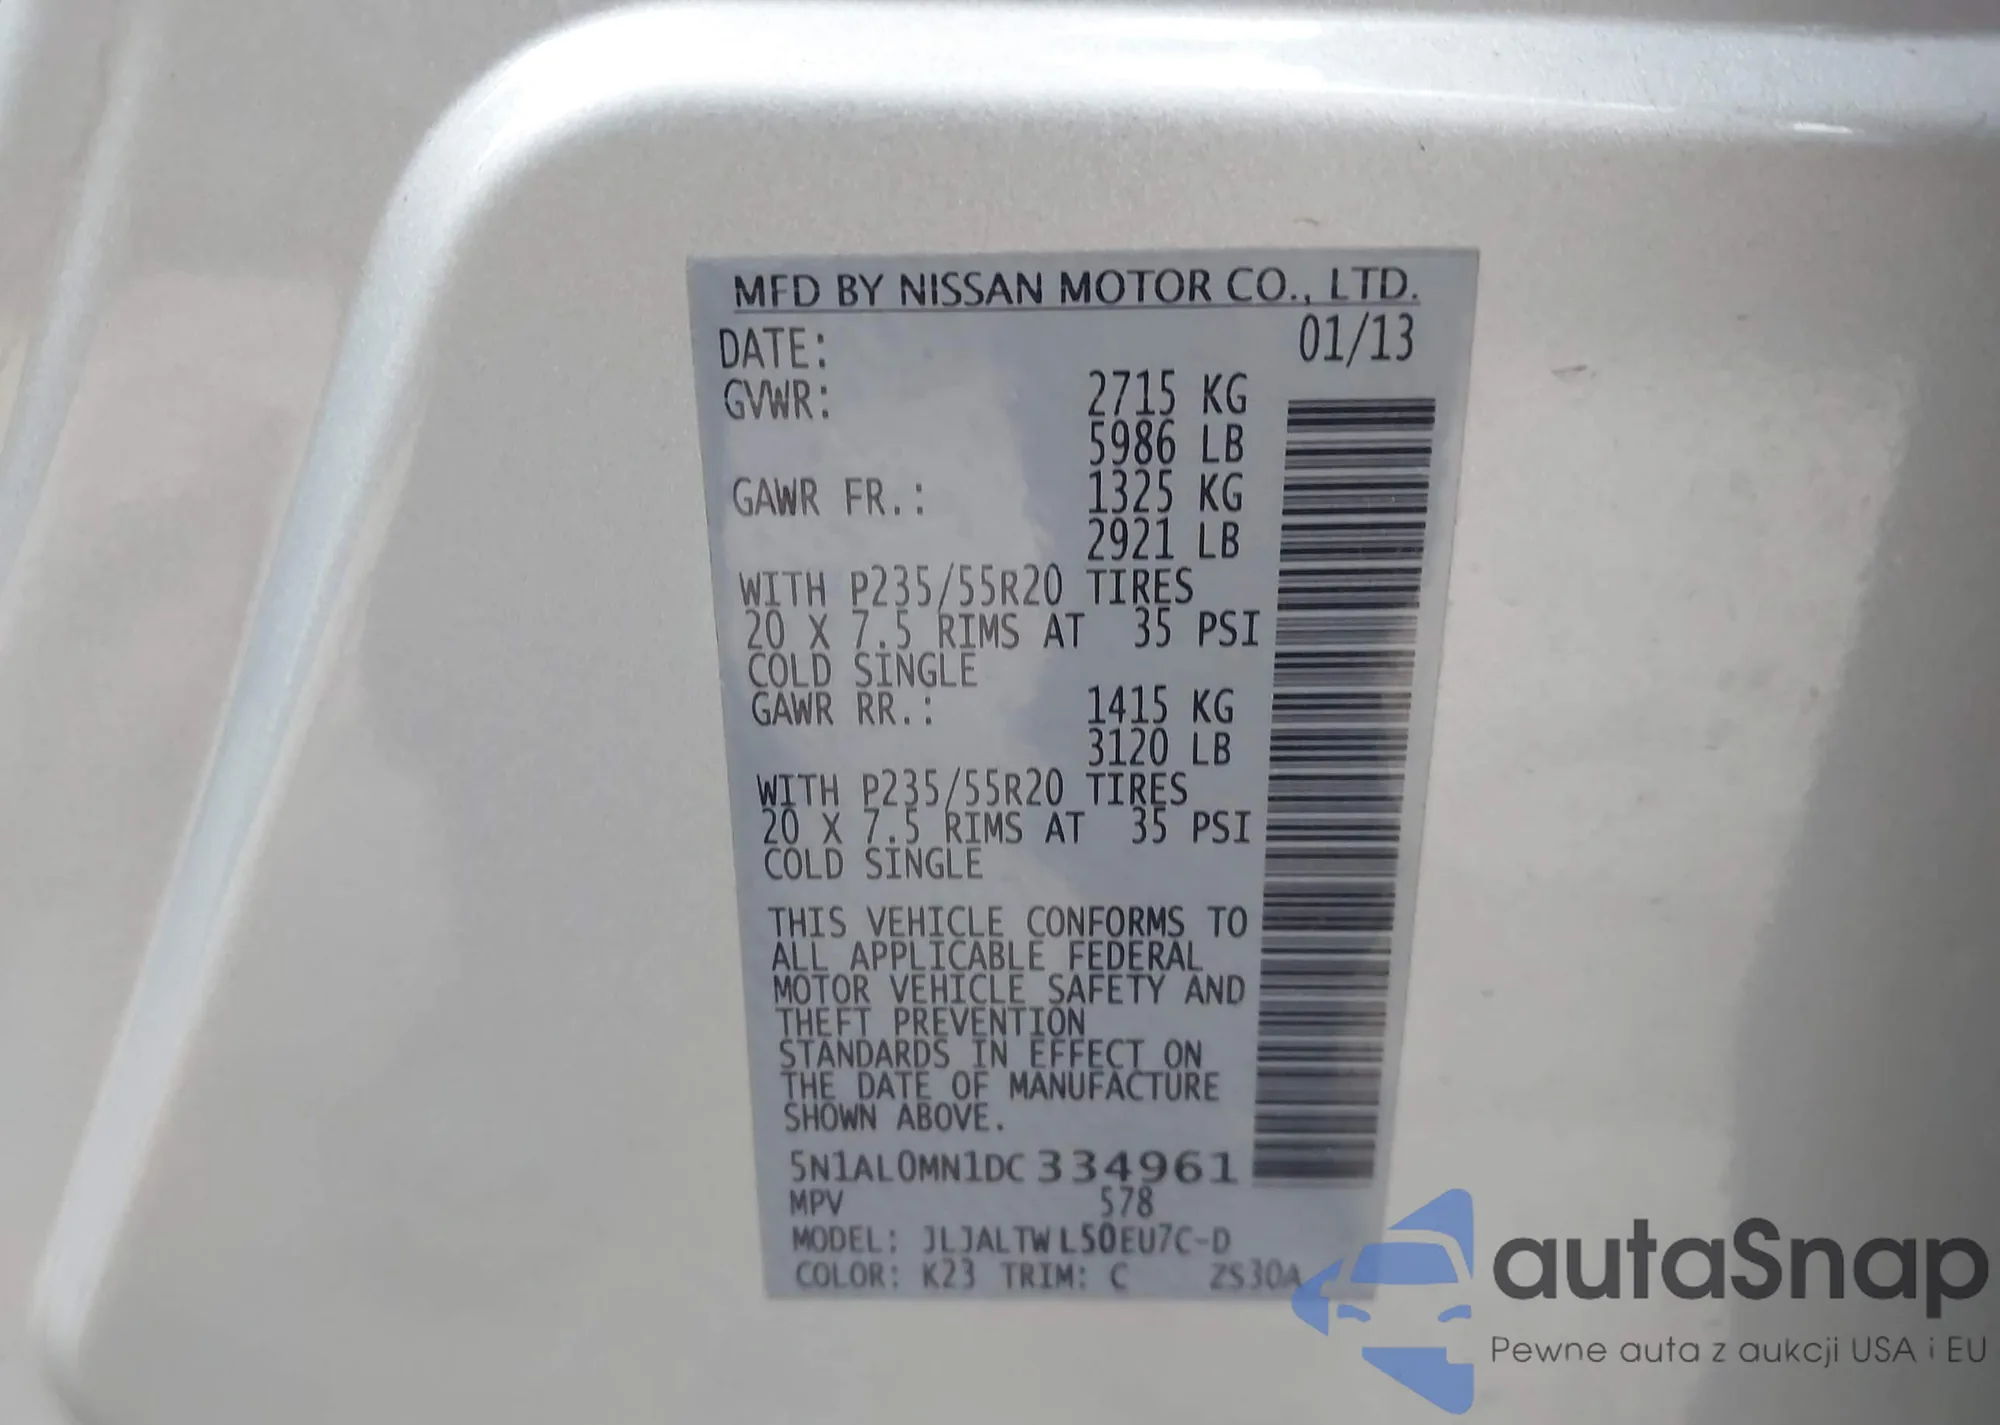 MFD BY NISSAN MOTOR CO., LTD.
DATE: 01/13
GVWR: 2715 KG
5986 LB
GAWR FR.: 1325 KG
2921 LB
WITH P235/55R20 TIRES
20 X 7.5 RIMS AT 35 PSI
COLD SINGLE
GAWR RR.: 1415 KG
3120 LB
WITH P235/55R20 TIRES
20 X 7.5 RIMS AT 35 PSI
COLD SINGLE
THIS VEHICLE CONFORMS TO
ALL APPLICABLE FEDERAL
MOTOR VEHICLE SAFETY AND
THEFT PREVENTION
STANDARDS IN EFFECT ON
THE DATE OF MANUFACTURE
SHOWN ABOVE.
5N1AL0MN1DC334961
MPV 578
MODEL: JLJALTWL50EU7C-D
COLOR: K23 TRIM: C ZS30A
autaSnap
Pewne auta z aukcji USA i EU